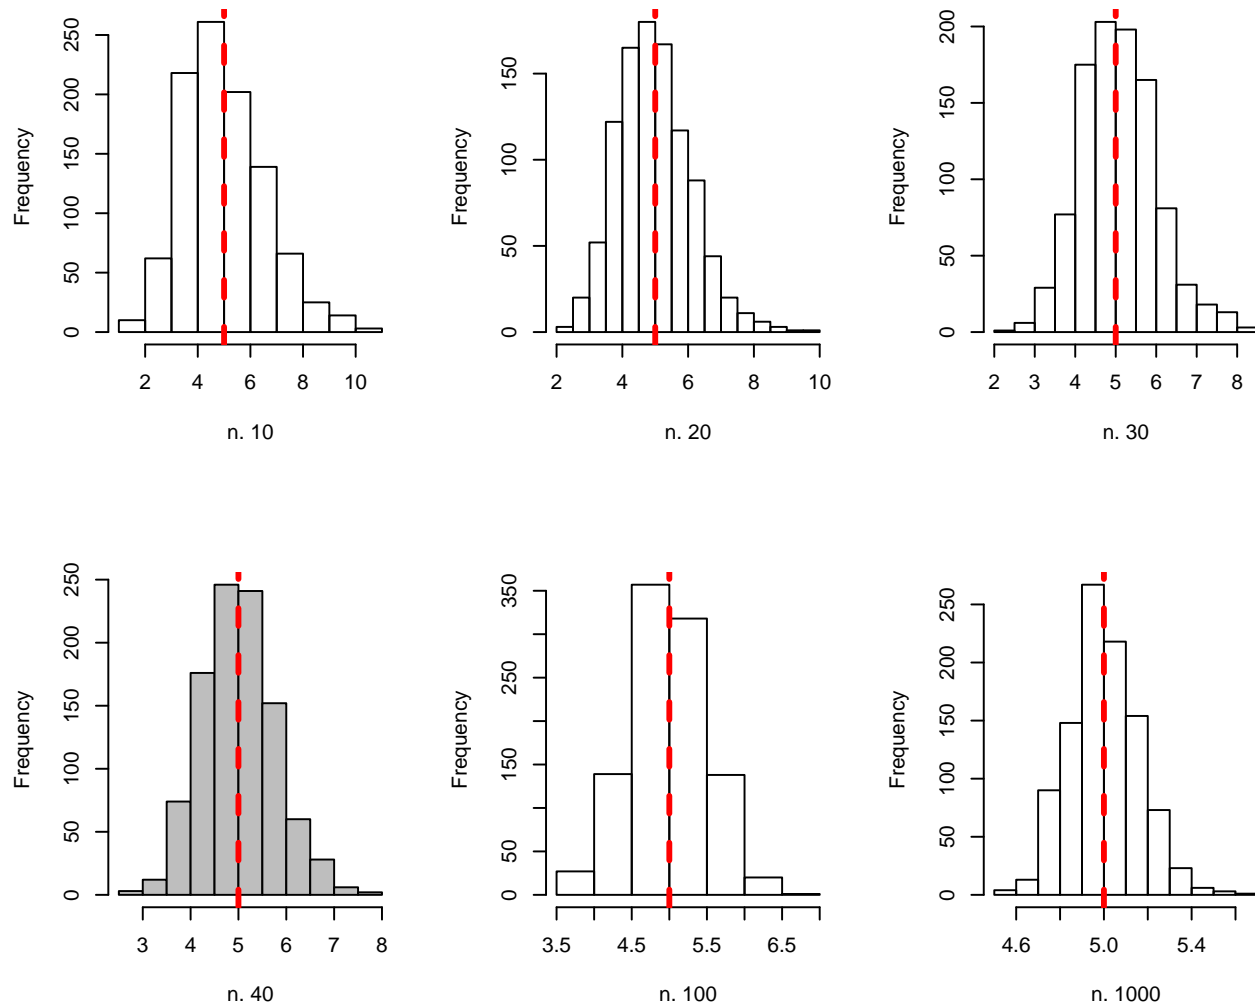 Frequency
0 50 100 150 200 250
2 4 6 8 10
n. 10
Frequency
0 50 100 150
2 4 6 8 10
n. 20
Frequency
0 50 100 150 200
2 3 4 5 6 7 8
n. 30
Frequency
0 50 100 150 200 250
3 4 5 6 7 8
n. 40
Frequency
0 50 150 250 350
3.5 4.5 5.5 6.5
n. 100
Frequency
0 50 100 150 200 250
4.6 5.0 5.4
n. 1000